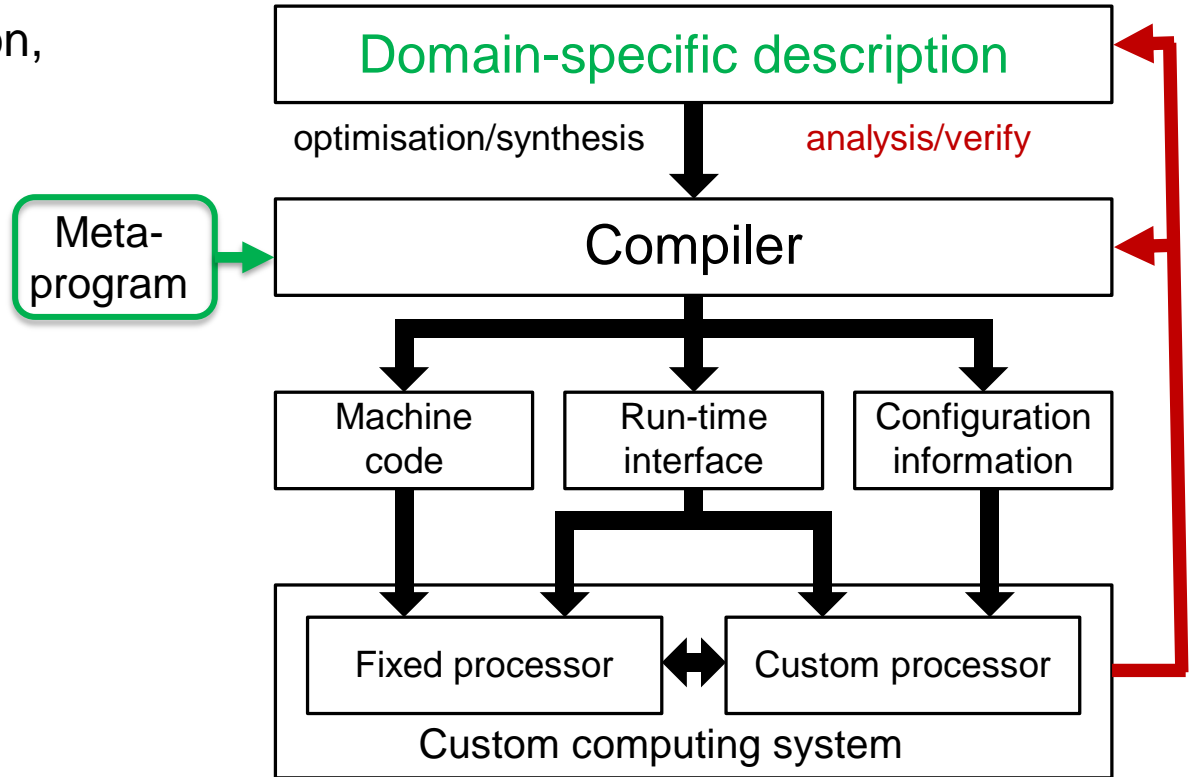 on,
Domain-specific description
optimisation/synthesis
analysis/verify
Meta-
program
Compiler
Machine
code
Run-time
interface
Configuration
information
Fixed processor
Custom processor
Custom computing system